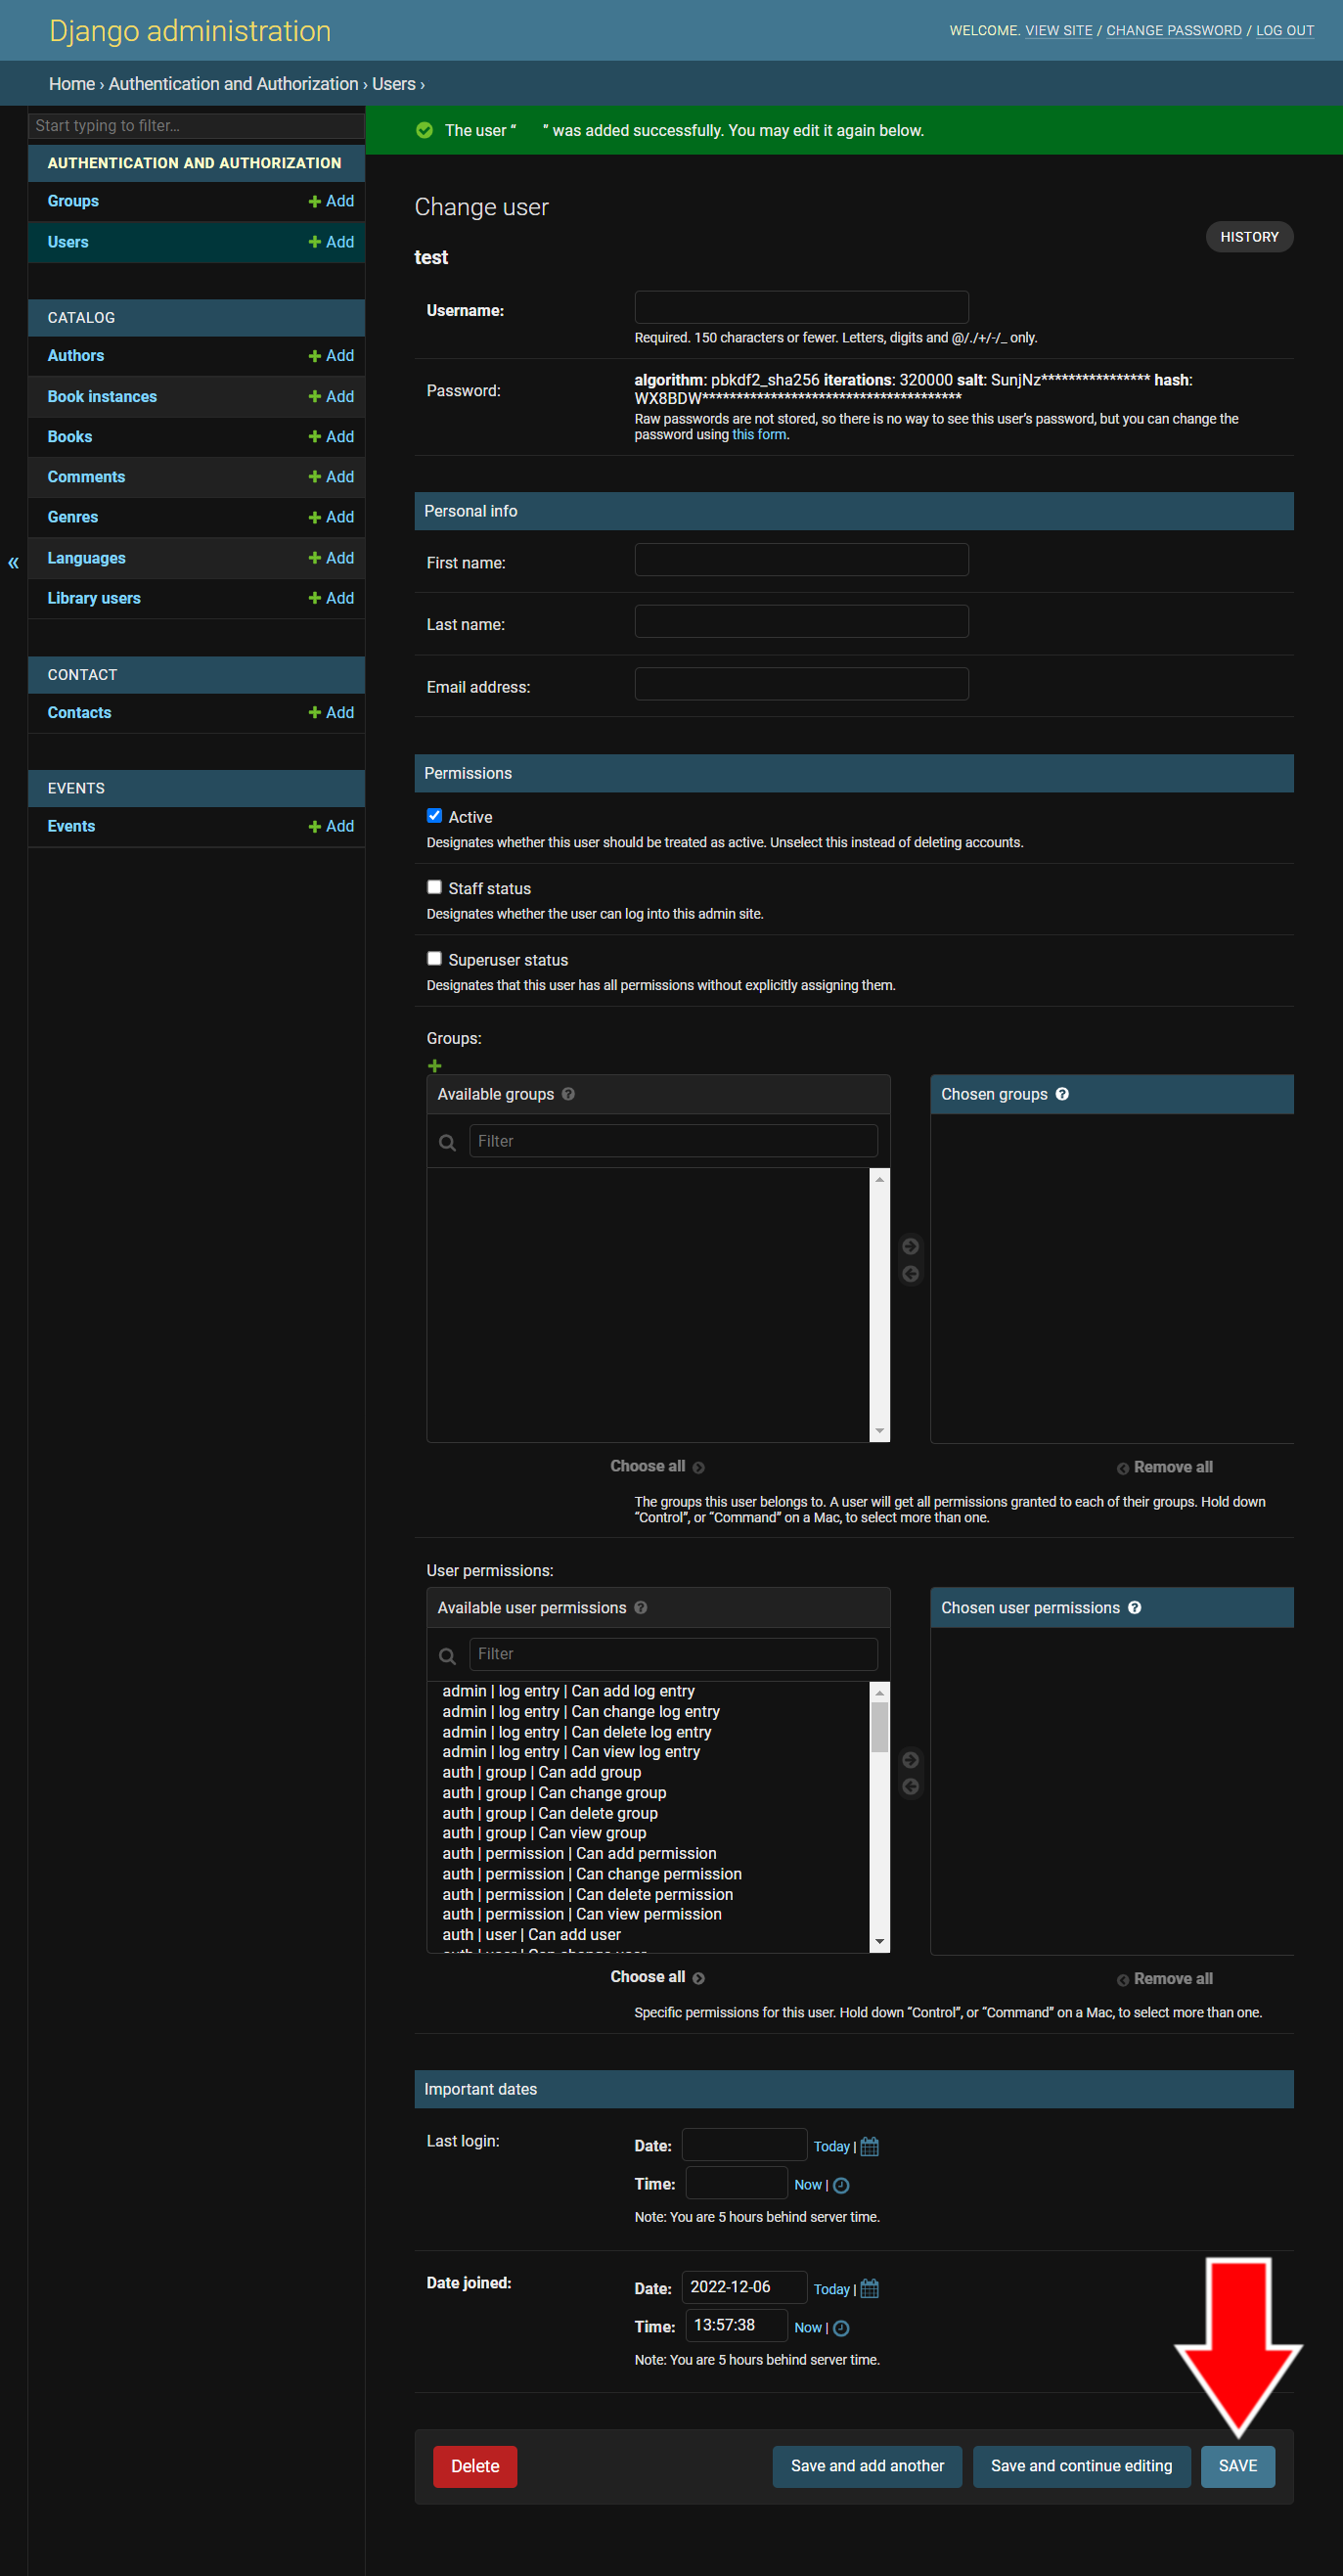 Django administration
WELCOME. VIEW SITE / CHANGE PASSWORD / LOG OUT
Home › Authentication and Authorization › Users ›
Start typing to filter...
AUTHENTICATION AND AUTHORIZATION
Groups + Add
Users + Add
CATALOG
Authors + Add
Book instances + Add
Books + Add
Comments + Add
Genres + Add
Languages + Add
Library users + Add
CONTACT
Contacts + Add
EVENTS
Events + Add
«
The user “ ” was added successfully. You may edit it again below.
Change user
HISTORY
test
Username:
Required. 150 characters or fewer. Letters, digits and @/./+/-/_ only.
Password:
algorithm: pbkdf2_sha256 iterations: 320000 salt: SunjNz**************** hash:
WX8BDW**************************************
Raw passwords are not stored, so there is no way to see this user’s password, but you can change the
password using this form.
Personal info
First name:
Last name:
Email address:
Permissions
Active
Designates whether this user should be treated as active. Unselect this instead of deleting accounts.
Staff status
Designates whether the user can log into this admin site.
Superuser status
Designates that this user has all permissions without explicitly assigning them.
Groups:
+
Available groups ?
Filter
Choose all
Chosen groups ?
Remove all
The groups this user belongs to. A user will get all permissions granted to each of their groups. Hold down
“Control”, or “Command” on a Mac, to select more than one.
User permissions:
Available user permissions ?
Filter
admin | log entry | Can add log entry
admin | log entry | Can change log entry
admin | log entry | Can delete log entry
admin | log entry | Can view log entry
auth | group | Can add group
auth | group | Can change group
auth | group | Can delete group
auth | group | Can view group
auth | permission | Can add permission
auth | permission | Can change permission
auth | permission | Can delete permission
auth | permission | Can view permission
auth | user | Can add user
auth | user | Can change user
Choose all
Chosen user permissions ?
Remove all
Specific permissions for this user. Hold down “Control”, or “Command” on a Mac, to select more than one.
Important dates
Last login:
Date: Today |
Time: Now |
Note: You are 5 hours behind server time.
Date joined:
Date: 2022-12-06 Today |
Time: 13:57:38 Now |
Note: You are 5 hours behind server time.
Delete
Save and add another
Save and continue editing
SAVE